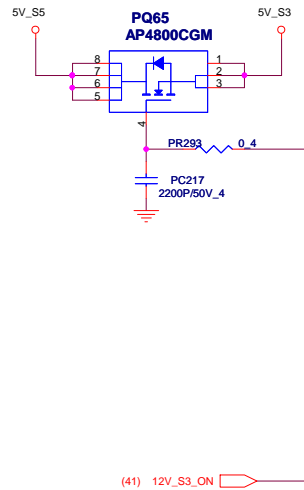 5V_S5
PQ65
5V_S3
AP4800CGM
8
1
7
2
6
3
5
4
PR293
0_4
PC217
2200P/50V_4
(41) 12V_S3_ON